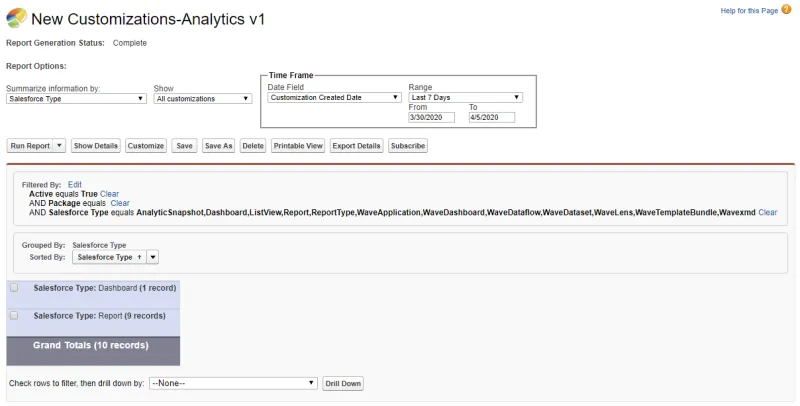 New Customizations-Analytics v1
Help for this Page
Report Generation Status: Complete
Report Options:
Summarize information by:
Salesforce Type
Show
All customizations
Time Frame
Date Field
Customization Created Date
Range
Last 7 Days
From
3/30/2020
To
4/5/2020
Run Report Show Details Customize Save Save As Delete Printable View Export Details Subscribe
Filtered By: Edit
Active equals True Clear
AND Package equals Clear
AND Salesforce Type equals AnalyticSnapshot,Dashboard,ListView,Report,ReportType,WaveApplication,WaveDashboard,WaveDataflow,WaveDataset,WaveLens,WaveTemplateBundle,Wavexmd Clear
Grouped By: Salesforce Type
Sorted By: Salesforce Type ↑
Salesforce Type: Dashboard (1 record)
Salesforce Type: Report (9 records)
Grand Totals (10 records)
Check rows to filter, then drill down by: --None-- Drill Down